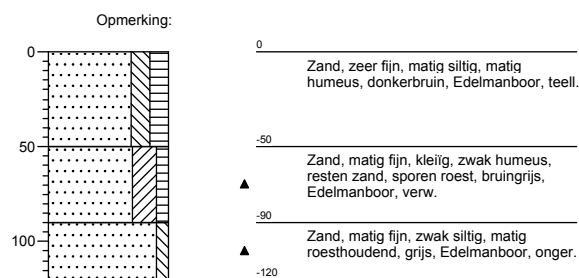 Opmerking:
0
0
Zand, zeer fijn, matig siltig, matig
humeus, donkerbruin, Edelmanboor, teell.
50
-50
Zand, matig fijn, kleiïg, zwak humeus,
resten zand, sporen roest, bruingrijs,
Edelmanboor, verw.
-90
Zand, matig fijn, zwak siltig, matig
roesthoudend, grijs, Edelmanboor, onger.
100
-120